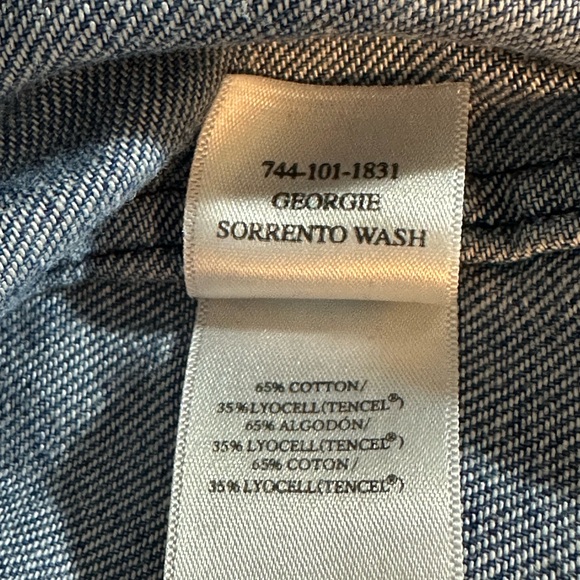 744-101-1831
GEORGIE
SORRENTO WASH
65% COTTON/
35% LYOCELL(TENCEL®)
65% ALGODÓN/
35% LYOCELL(TENCEL®)
65% COTON/
35% LYOCELL(TENCEL®)